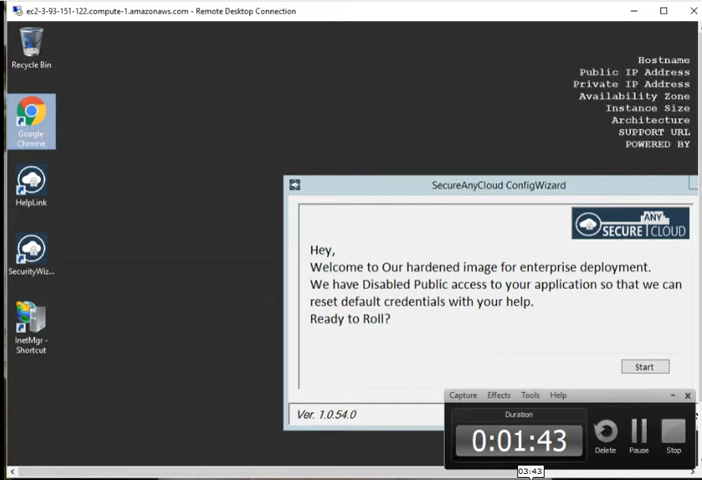 ec2-3-93-151-122.compute-1.amazonaws.com - Remote Desktop Connection
Recycle Bin
Google
Chrome
HelpLink
SecurityWiz...
InetMgr -
Shortcut
Hostname
Public IP Address
Private IP Address
Availability Zone
Instance Size
Architecture
SUPPORT URL
POWERED BY
SecureAnyCloud ConfigWizard
ANY
SECURE CLOUD
Hey,
Welcome to Our hardened image for enterprise deployment.
We have Disabled Public access to your application so that we can
reset default credentials with your help.
Ready to Roll?
Start
Ver. 1.0.54.0
Capture Effects Tools Help
Duration
0:01:43
Delete Pause Stop
03:43